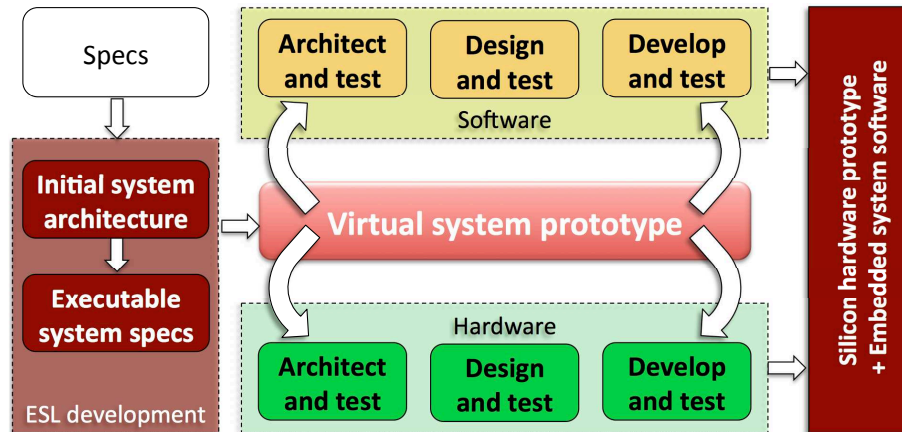 Specs
Initial system
architecture
Executable
system specs
ESL development
Architect
and test
Design
and test
Develop
and test
Software
Virtual system prototype
Hardware
Architect
and test
Design
and test
Develop
and test
Silicon hardware prototype
+ Embedded system software